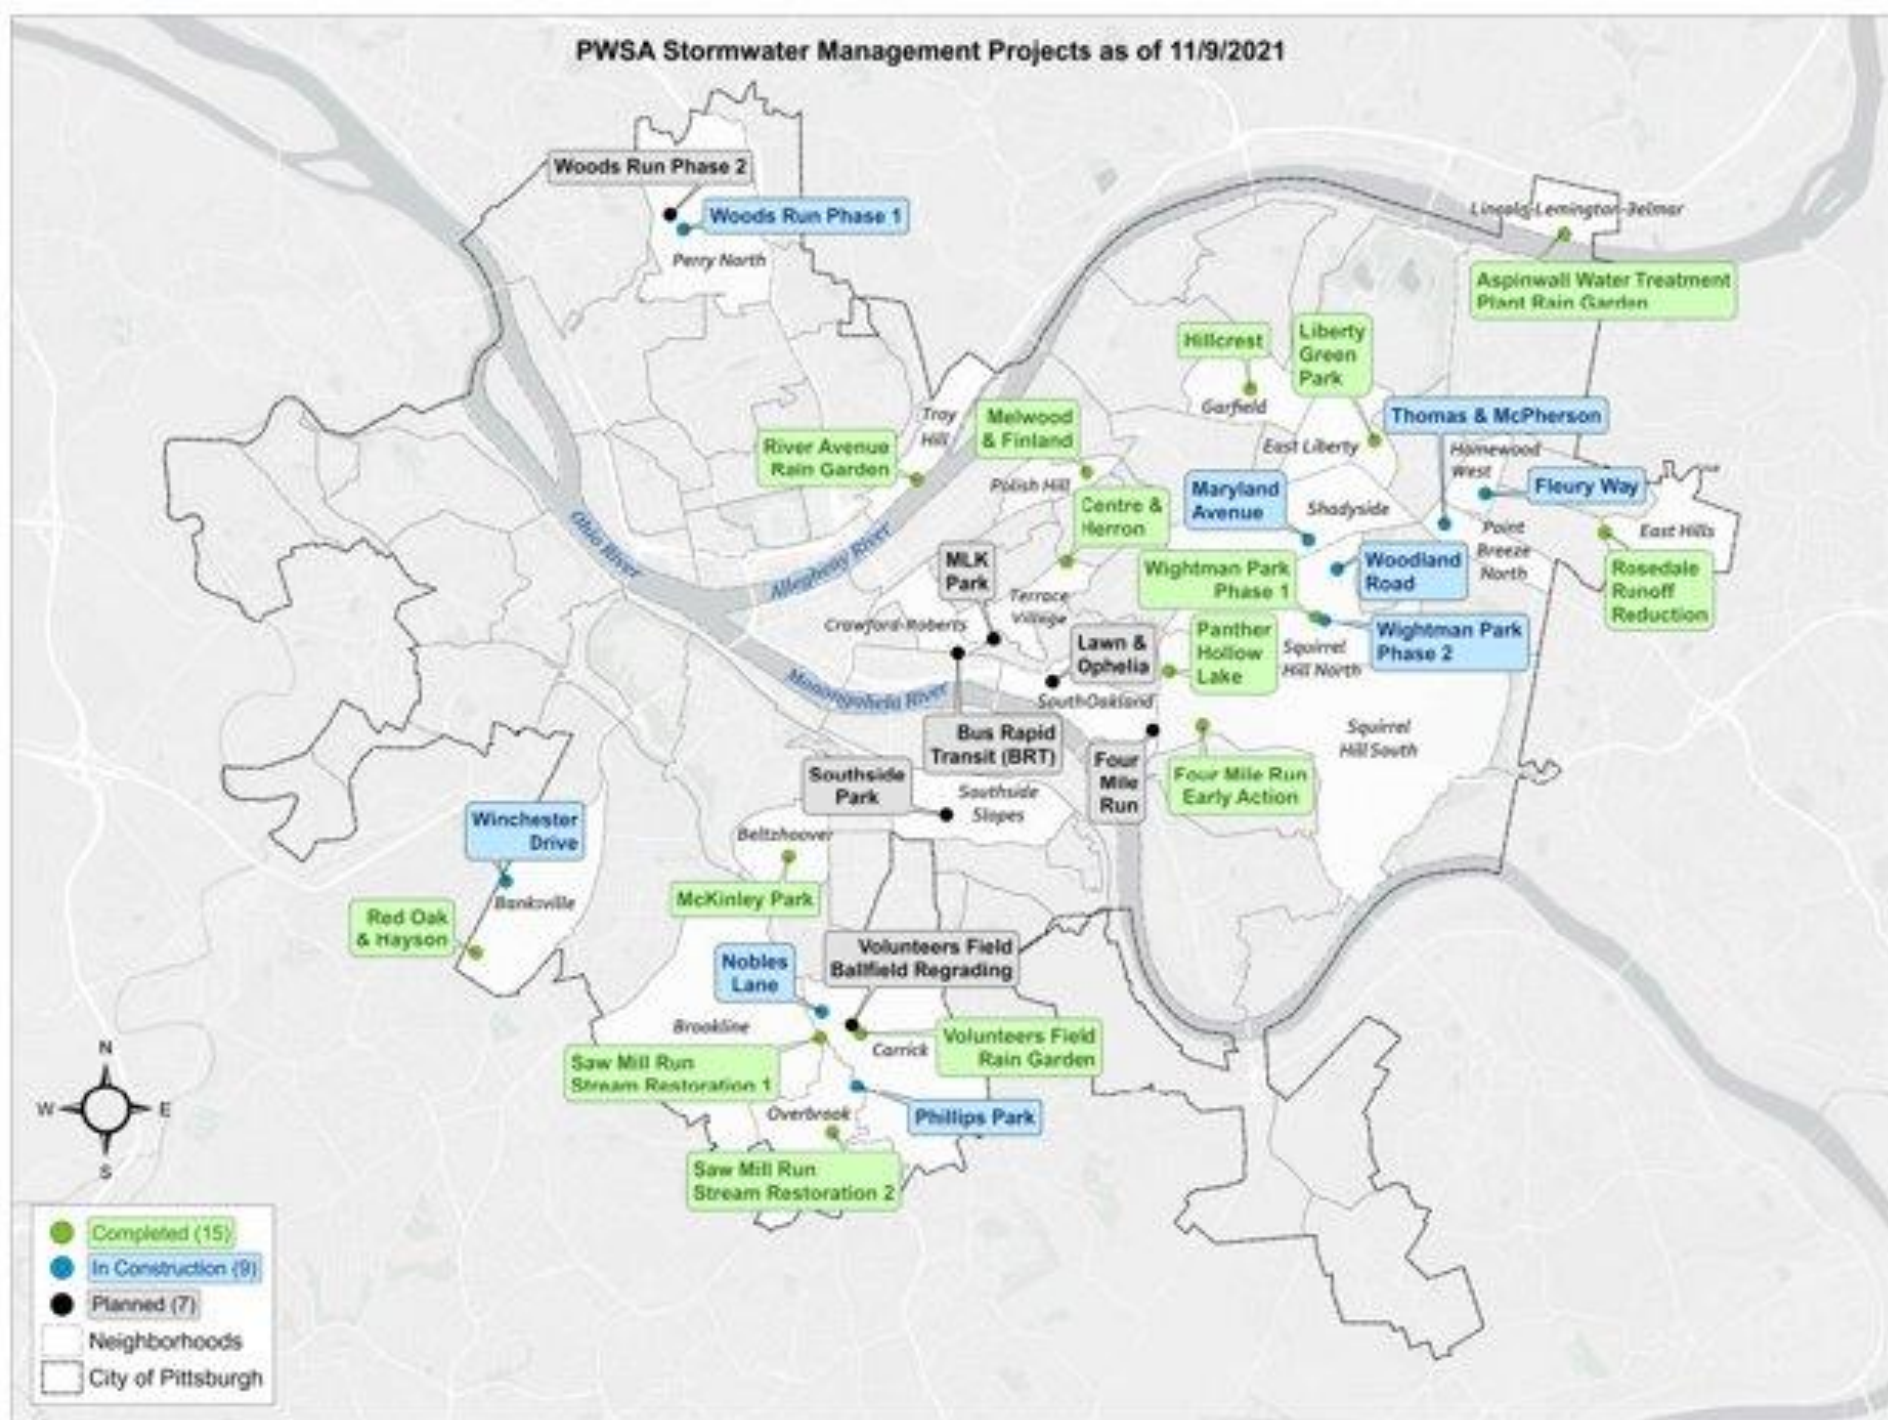 PWSA Stormwater Management Projects as of 11/9/2021
Woods Run Phase 2
Woods Run Phase 1
Perry North
Lincoln-Lemington-Belmar
Aspinwall Water Treatment
Plant Rain Garden
Hillcrest
Garfield
Liberty
Green
Park
East Liberty
Thomas & McPherson
Homewood
West
Fleury Way
Troy
Hill
River Avenue
Rain Garden
Melwood
& Finland
Polish Hill
Centre &
Herron
Maryland
Avenue
Shadyside
Point
Breeze
North
East Hills
Rosedale
Runoff
Reduction
Woodland
Road
Wightman Park
Phase 1
Wightman Park
Phase 2
Squirrel
Hill North
Ohio River
Allegheny River
Monongahela River
MLK
Park
Terrace
Village
Crawford-Roberts
Lawn &
Ophelia
Panther
Hollow
Lake
South Oakland
Bus Rapid
Transit (BRT)
Four
Mile
Run
Four Mile Run
Early Action
Squirrel
Hill South
Southside
Park
Southside
Slopes
Winchester
Drive
Banksville
Red Oak
& Hayson
Beltzhoover
McKinley Park
Nobles
Lane
Volunteers Field
Ballfield Regrading
Brookline
Carrick
Volunteers Field
Rain Garden
Saw Mill Run
Stream Restoration 1
Overbrook
Phillips Park
Saw Mill Run
Stream Restoration 2
N
W
E
S
Completed (15)
In Construction (9)
Planned (7)
Neighborhoods
City of Pittsburgh